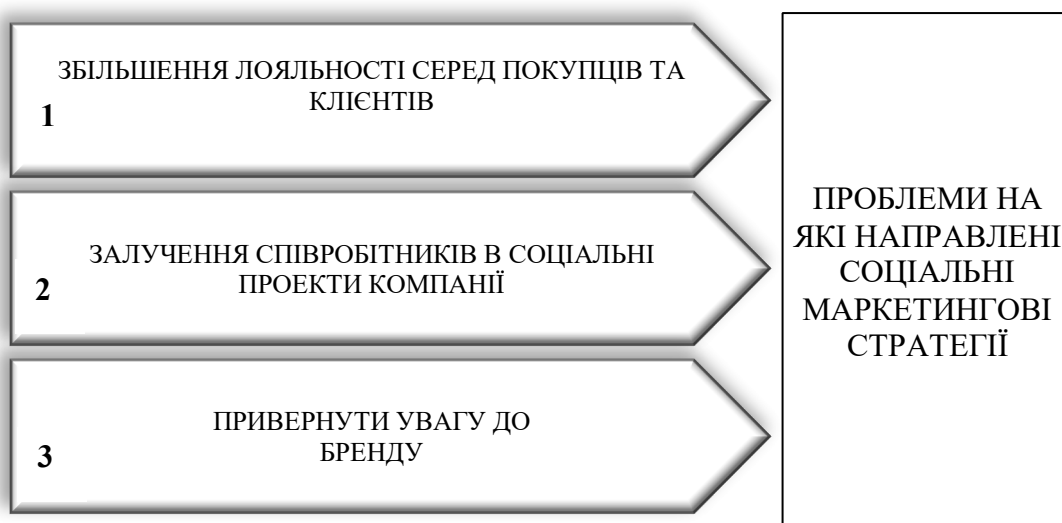 ЗБІЛЬШЕННЯ ЛОЯЛЬНОСТІ СЕРЕД ПОКУПЦІВ ТА
КЛІЄНТІВ
1
ЗАЛУЧЕННЯ СПІВРОБІТНИКІВ В СОЦІАЛЬНІ
ПРОЕКТИ КОМПАНІЇ
2
ПРИВЕРНУТИ УВАГУ ДО
БРЕНДУ
3
ПРОБЛЕМИ НА
ЯКІ НАПРАВЛЕНІ
СОЦІАЛЬНІ
МАРКЕТИНГОВІ
СТРАТЕГІЇ